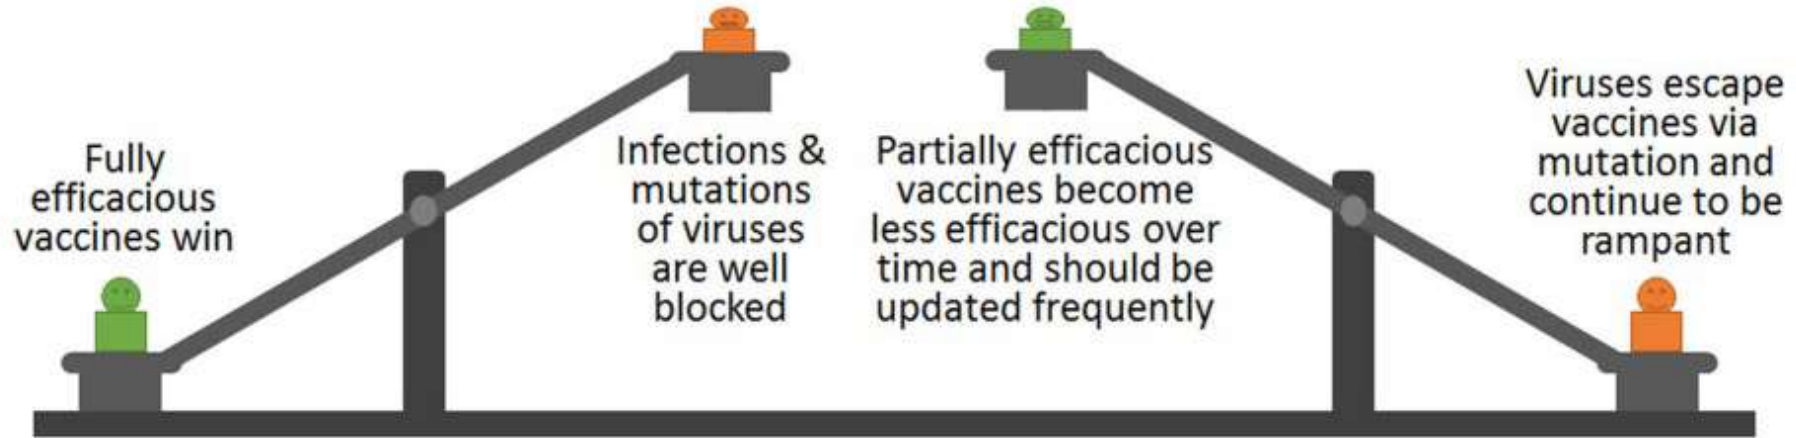 Fully
efficacious
vaccines win
Infections &
mutations
of viruses
are well
blocked
Partially efficacious
vaccines become
less efficacious over
time and should be
updated frequently
Viruses escape
vaccines via
mutation and
continue to be
rampant